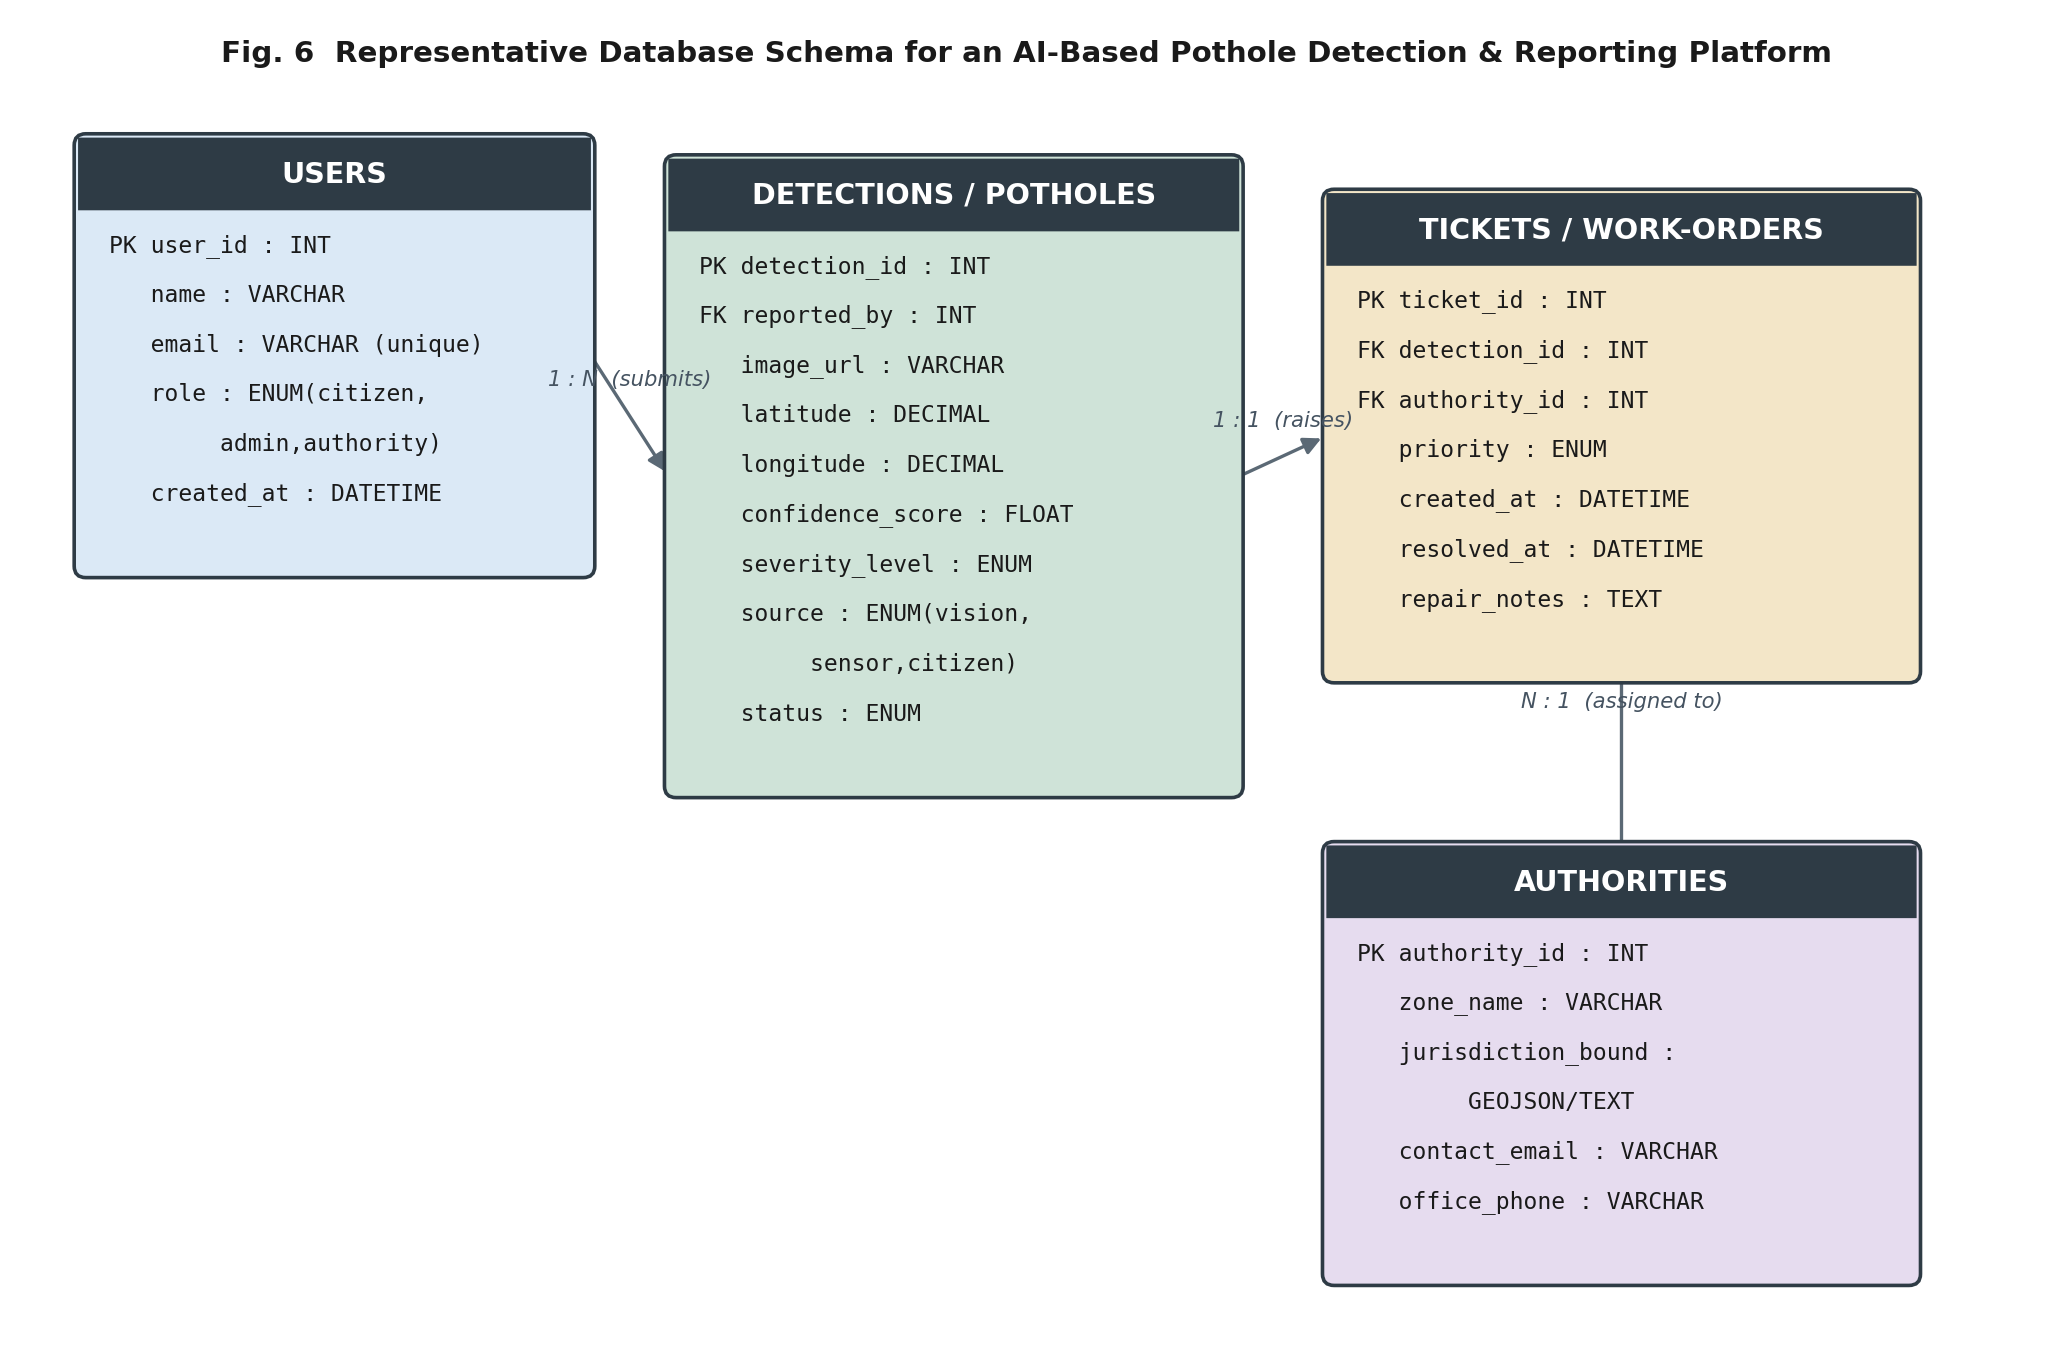 Fig. 6  Representative Database Schema for an AI-Based Pothole Detection & Reporting Platform
USERS
PK user_id : INT
name : VARCHAR
email : VARCHAR (unique)
role : ENUM(citizen,
admin,authority)
created_at : DATETIME
1 : N  (submits)
DETECTIONS / POTHOLES
PK detection_id : INT
FK reported_by : INT
image_url : VARCHAR
latitude : DECIMAL
longitude : DECIMAL
confidence_score : FLOAT
severity_level : ENUM
source : ENUM(vision,
sensor,citizen)
status : ENUM
1 : 1  (raises)
TICKETS / WORK-ORDERS
PK ticket_id : INT
FK detection_id : INT
FK authority_id : INT
priority : ENUM
created_at : DATETIME
resolved_at : DATETIME
repair_notes : TEXT
N : 1  (assigned to)
AUTHORITIES
PK authority_id : INT
zone_name : VARCHAR
jurisdiction_bound :
GEOJSON/TEXT
contact_email : VARCHAR
office_phone : VARCHAR